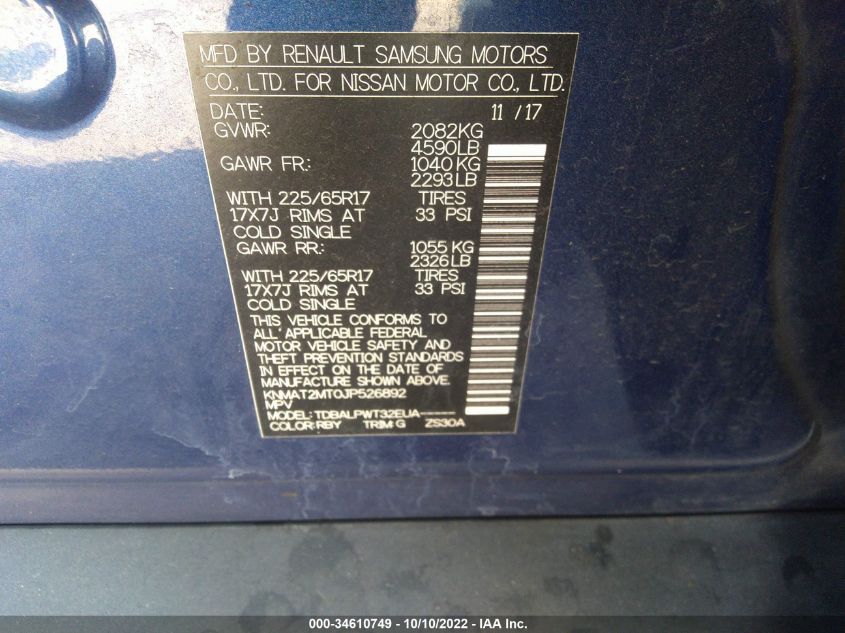 MFD BY RENAULT SAMSUNG MOTORS
CO., LTD. FOR NISSAN MOTOR CO., LTD.
DATE: 11 / 17
GVWR: 2082KG
4590LB
GAWR FR.: 1040 KG
2293 LB
WITH 225/65R17 TIRES
17X7J RIMS AT 33 PSI
COLD SINGLE
GAWR RR.: 1055 KG
2326 LB
WITH 225/65R17 TIRES
17X7J RIMS AT 33 PSI
COLD SINGLE
THIS VEHICLE CONFORMS TO
ALL APPLICABLE FEDERAL
MOTOR VEHICLE SAFETY AND
THEFT PREVENTION STANDARDS
IN EFFECT ON THE DATE OF
MANUFACTURE SHOWN ABOVE.
KNMAT2MT0JP526892
MPV
MODEL: TDBALPWT32EUA-----
COLOR: RBY TRIM: G ZS30A
000-34610749 - 10/10/2022 - IAA Inc.